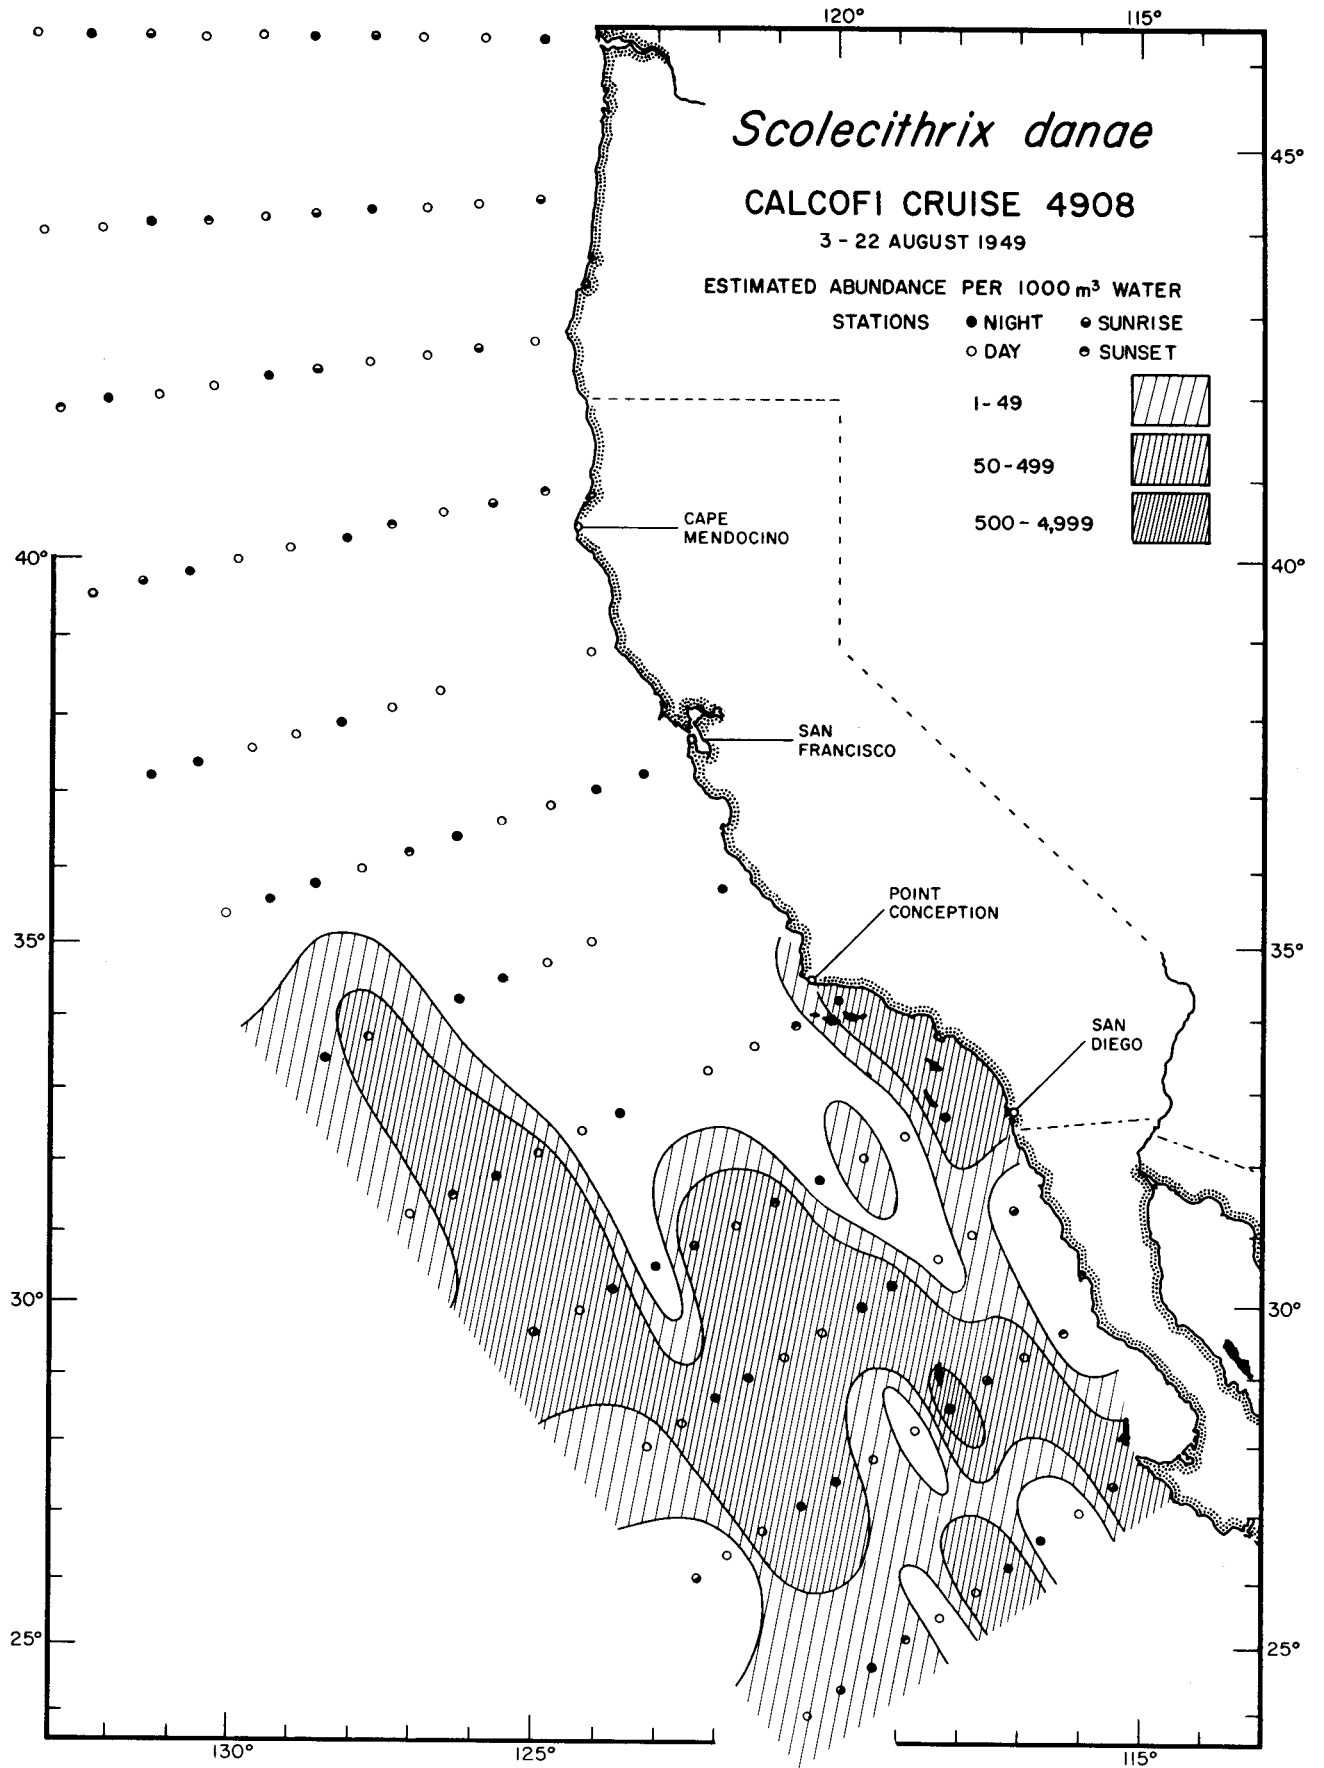 120° 115°
Scolecithrix danae
45°
CALCOFI CRUISE 4908
3 - 22 AUGUST 1949
ESTIMATED ABUNDANCE PER 1000 m³ WATER
STATIONS NIGHT SUNRISE
DAY SUNSET
1 - 49
50 - 499
500 - 4,999
CAPE
MENDOCINO
40° 40°
SAN
FRANCISCO
POINT
CONCEPTION
35° 35°
SAN
DIEGO
30° 30°
25° 25°
130° 125° 115°